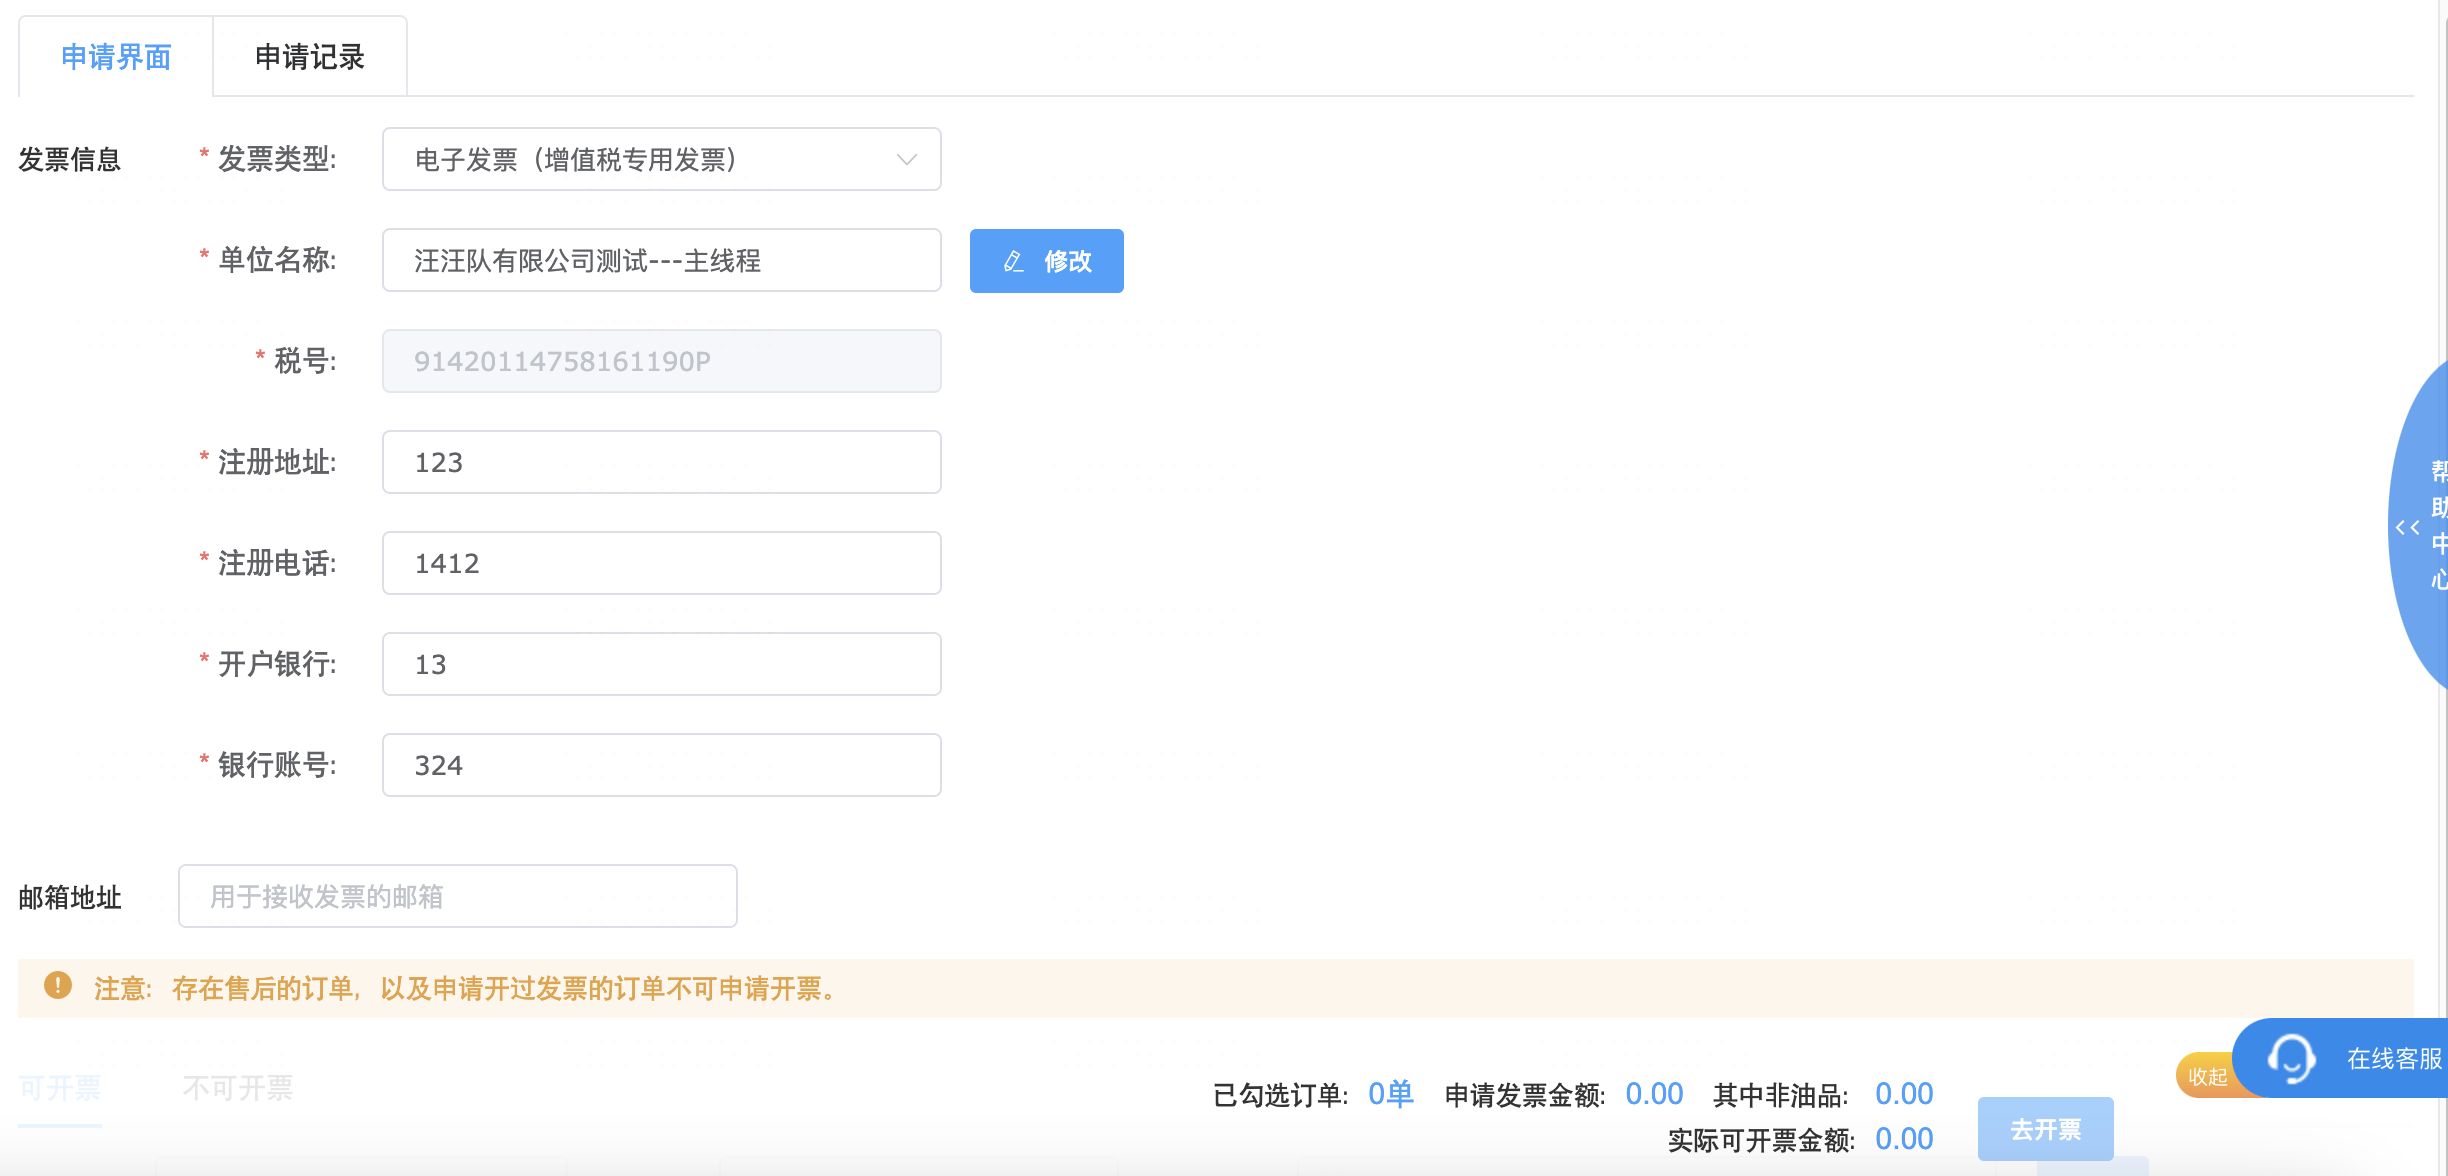 申请界面
申请记录
发票信息
* 发票类型:
电子发票（增值税专用发票）
* 单位名称:
汪汪队有限公司测试---主线程
修改
* 税号:
91420114758161190P
* 注册地址:
123
* 注册电话:
1412
* 开户银行:
13
* 银行账号:
324
帮助中心
<<
邮箱地址
用于接收发票的邮箱
注意: 存在售后的订单, 以及申请开过发票的订单不可申请开票。
可开票
不可开票
已勾选订单: 0单 申请发票金额: 0.00 其中非油品: 0.00
实际可开票金额: 0.00
去开票
收起
在线客服